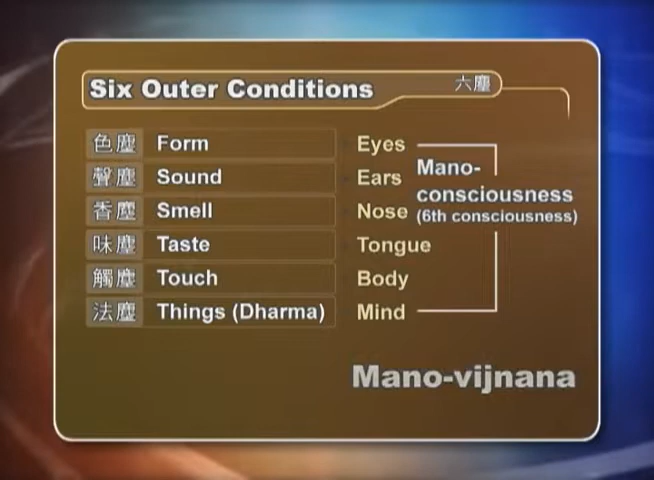 Six Outer Conditions 六塵
色塵 Form Eyes
聲塵 Sound Ears
香塵 Smell Nose
味塵 Taste Tongue
觸塵 Touch Body
法塵 Things (Dharma) Mind
Mano-
consciousness
(6th consciousness)
Mano-vijnana